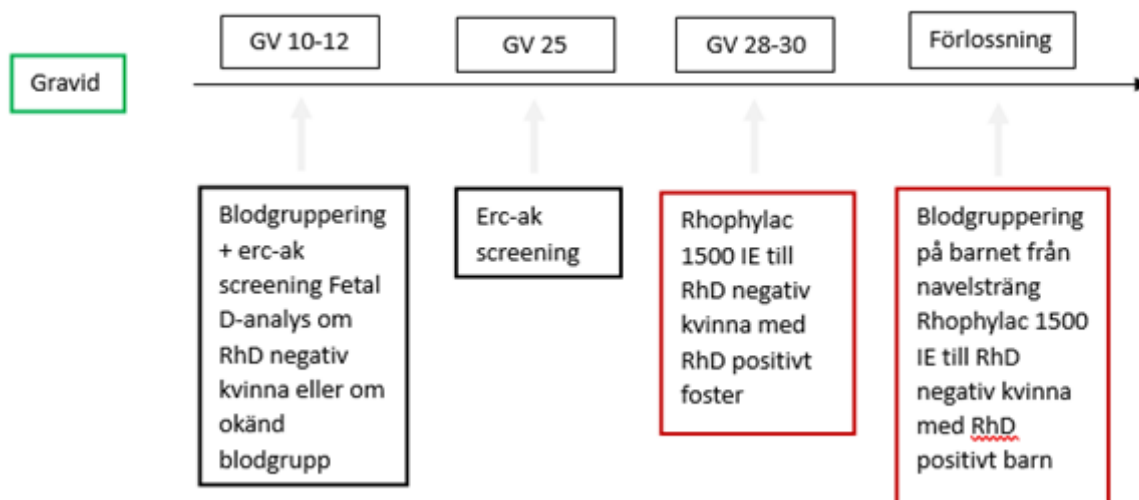 Gravid
GV 10-12
GV 25
GV 28-30
Förlossning
Blodgruppering
+ erc-ak
screening Fetal
D-analys om
RhD negativ
kvinna eller om
okänd
blodgrupp
Erc-ak
screening
Rhophylac
1500 IE till
RhD negativ
kvinna med
RhD positivt
foster
Blodgruppering
på barnet från
navelsträng
Rhophylac 1500
IE till RhD
negativ kvinna
med RhD
positivt barn